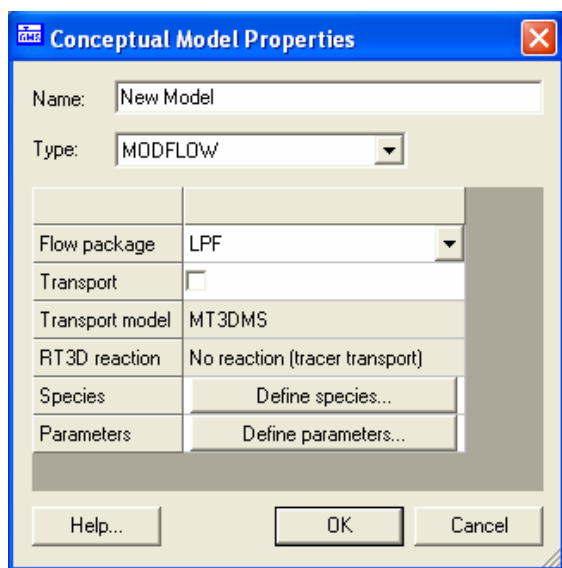 GMS Conceptual Model Properties
Name: New Model
Type: MODFLOW
Flow package LPF
Transport
Transport model MT3DMS
RT3D reaction No reaction (tracer transport)
Species Define species...
Parameters Define parameters...
Help... OK Cancel